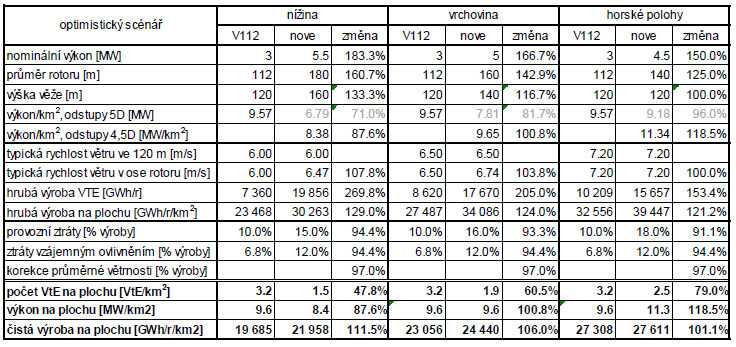 optimistický scénář nížina vrchovina horské polohy
V112 nove změna V112 nove změna V112 nove změna
nominální výkon [MW] 3 5.5 183.3% 3 5 166.7% 3 4.5 150.0%
průměr rotoru [m] 112 180 160.7% 112 160 142.9% 112 140 125.0%
výška věže [m] 120 160 133.3% 120 140 116.7% 120 120 100.0%
výkon/km², odstupy 5D [MW] 9.57 6.79 71.0% 9.57 7.81 81.7% 9.57 9.18 96.0%
výkon/km², odstupy 4,5D [MW/km²] 8.38 87.6% 9.65 100.8% 11.34 118.5%
typická rychlost větru ve 120 m [m/s] 6.00 6.00 6.50 6.50 7.20 7.20
typická rychlost větru v ose rotoru [m/s] 6.00 6.47 107.8% 6.50 6.74 103.8% 7.20 7.20 100.0%
hrubá výroba VTE [GWh/r] 7 360 19 856 269.8% 8 620 17 670 205.0% 10 209 15 657 153.4%
hrubá výroba na plochu [GWh/r/km²] 23 468 30 263 129.0% 27 487 34 086 124.0% 32 556 39 447 121.2%
provozní ztráty [% výroby] 10.0% 15.0% 94.4% 10.0% 16.0% 93.3% 10.0% 18.0% 91.1%
ztráty vzájemným ovlivněním [% výroby] 6.8% 12.0% 94.4% 6.8% 12.0% 94.4% 6.8% 12.0% 94.4%
korekce průměrné větrnosti [% výroby] 97.0% 97.0% 97.0%
počet VtE na plochu [VtE/km²] 3.2 1.5 47.8% 3.2 1.9 60.5% 3.2 2.5 79.0%
výkon na plochu [MW/km2] 9.6 8.4 87.6% 9.6 9.6 100.8% 9.6 11.3 118.5%
čistá výroba na plochu [GWh/r/km2] 19 685 21 958 111.5% 23 056 24 440 106.0% 27 308 27 611 101.1%